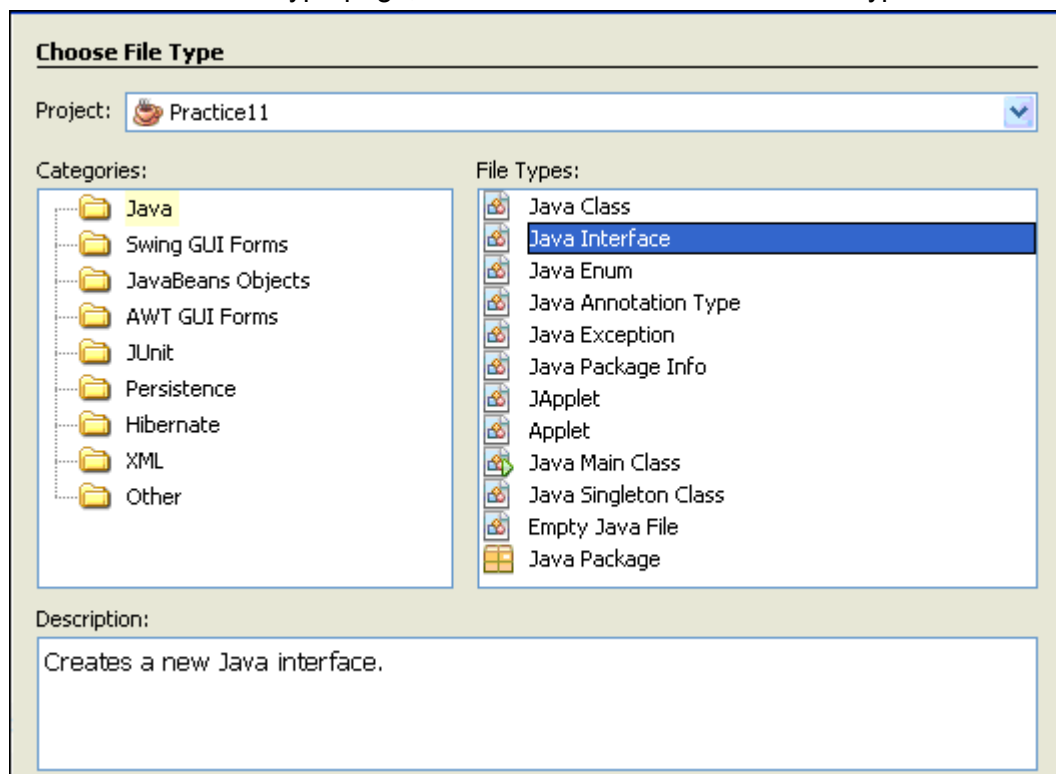 Choose File Type
Project: Practice11
Categories:
Java
Swing GUI Forms
JavaBeans Objects
AWT GUI Forms
JUnit
Persistence
Hibernate
XML
Other
File Types:
Java Class
Java Interface
Java Enum
Java Annotation Type
Java Exception
Java Package Info
JApplet
Applet
Java Main Class
Java Singleton Class
Empty Java File
Java Package
Description:
Creates a new Java interface.